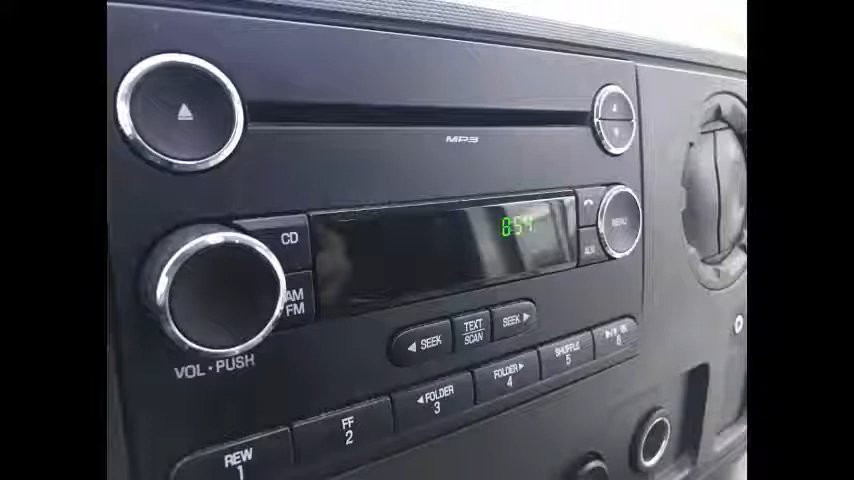 MP3
CD
8:54
MENU
AUX
AM
FM
SEEK
TEXT
SCAN
SEEK
VOL • PUSH
REW
1
FF
2
FOLDER
3
FOLDER
4
SHUFFLE
5
6